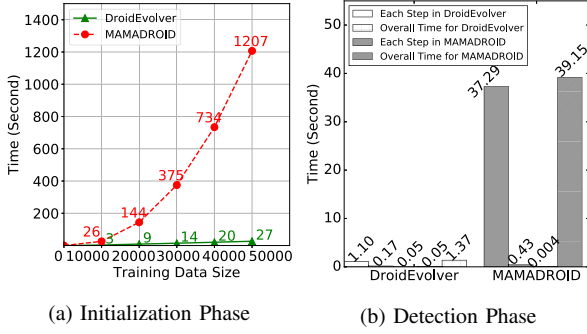 DroidEvolver
MAMADROID
1400
1200
1000
800
600
400
200
Time (Second)
26
144
375
734
1207
3
9
14
20
27
0 10000 20000 30000 40000 50000
Training Data Size
(a) Initialization Phase
Each Step in DroidEvolver
Overall Time for DroidEvolver
Each Step in MAMADROID
Overall Time for MAMADROID
50
40
30
20
10
0
Time (Second)
1.10
0.17
0.05
0.05
1.37
37.29
0.43
0.004
39.15
DroidEvolver MAMADROID
(b) Detection Phase